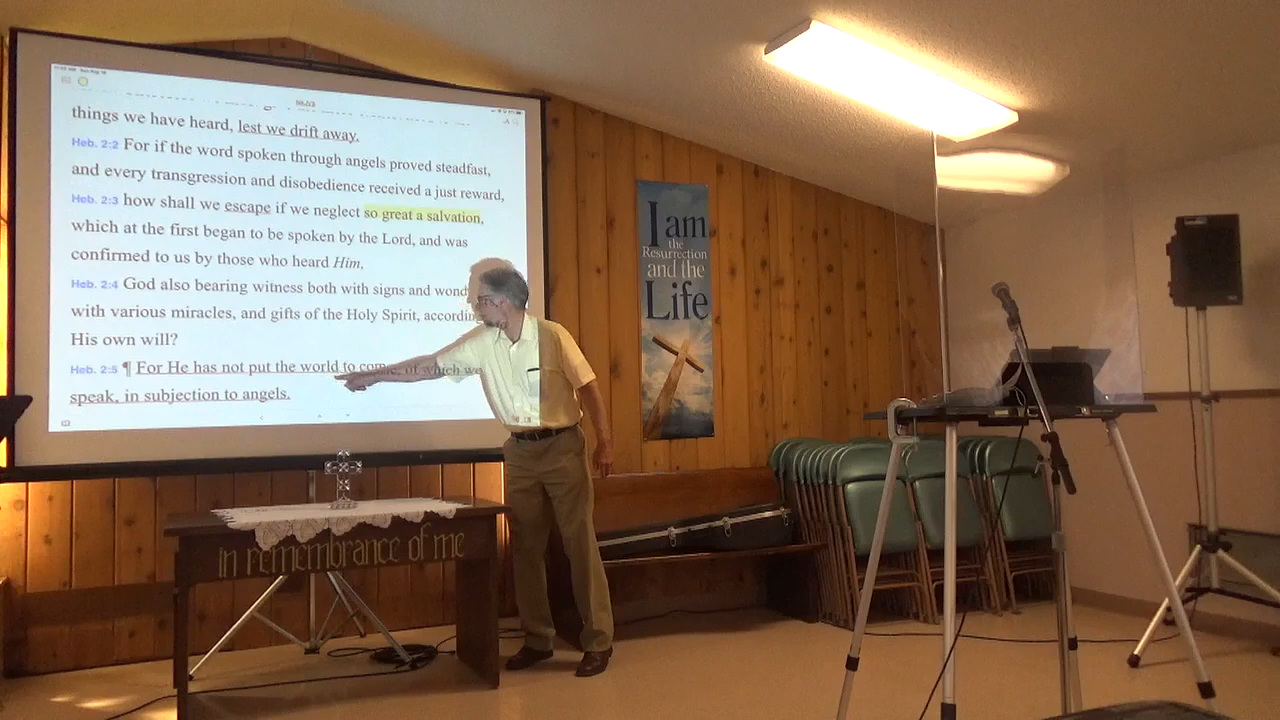 things we have heard, lest we drift away.
Heb. 2:2 For if the word spoken through angels proved steadfast,
and every transgression and disobedience received a just reward,
Heb. 2:3 how shall we escape if we neglect so great a salvation,
which at the first began to be spoken by the Lord, and was
confirmed to us by those who heard Him,
Heb. 2:4 God also bearing witness both with signs and
with various miracles, and gifts of the Holy Spirit,
His own will?
Heb. 2:5 ¶ For He has not put the world to come, of which we
speak, in subjection to angels.
I am
the
Resurrection
and the
Life
in remembrance of me